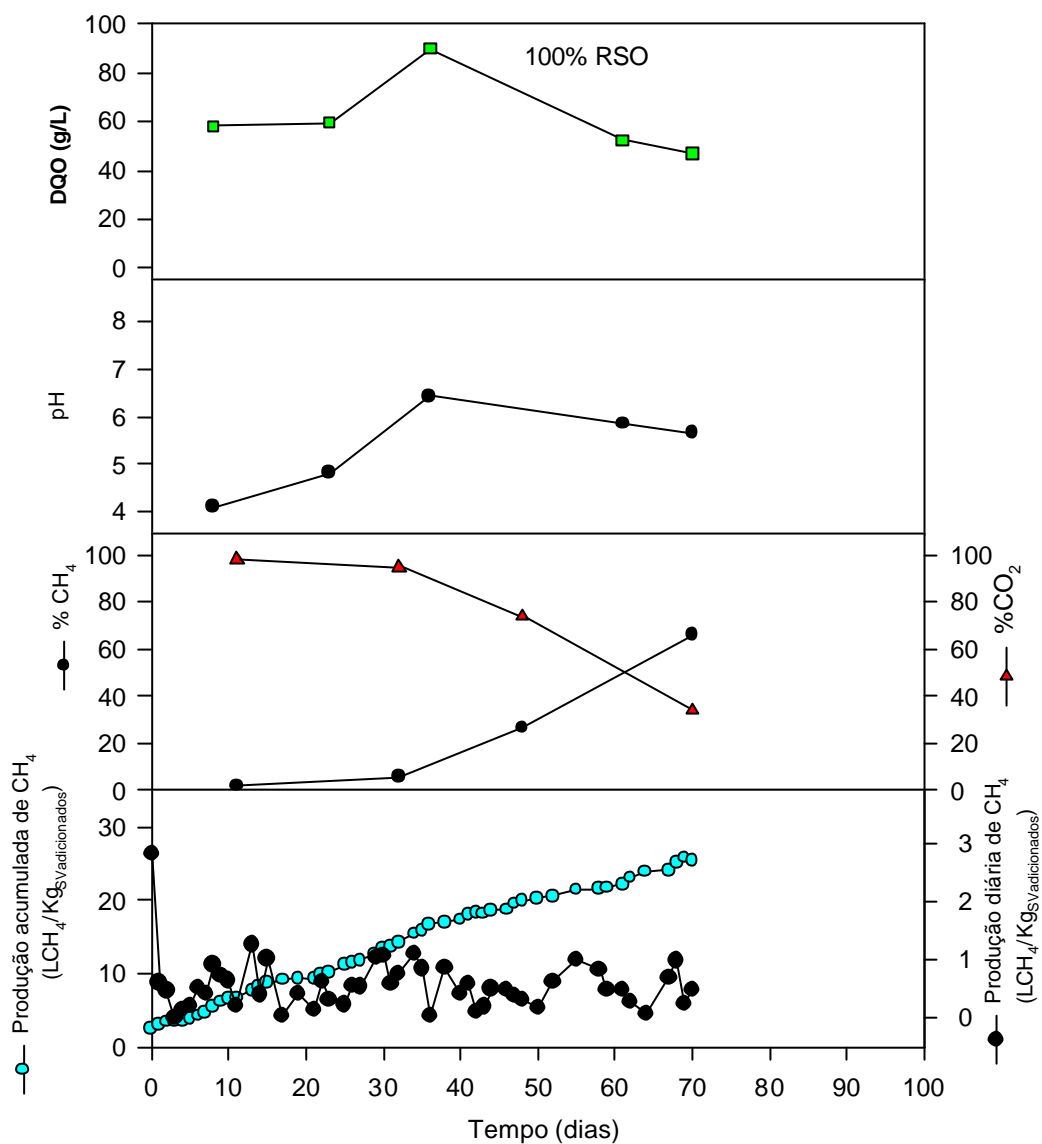 100% RSO
DQO (g/L)
100
80
60
40
20
0
pH
8
7
6
5
4
% CH4
100
80
60
40
20
0
100
80
60
40
20
0
%CO2
Produção acumulada de CH4
(LCH4/KgSVadicionados)
30
20
10
0
3
2
1
0
Produção diária de CH4
(LCH4/KgSVadicionados)
0 10 20 30 40 50 60 70 80 90 100
Tempo (dias)